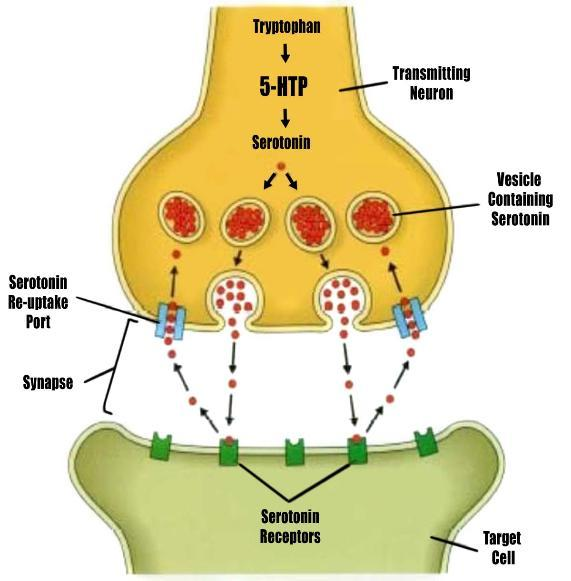 Tryptophan
5-HTP
Serotonin
Transmitting
Neuron
Vesicle
Containing
Serotonin
Serotonin
Re-uptake
Port
Synapse
Serotonin
Receptors
Target
Cell